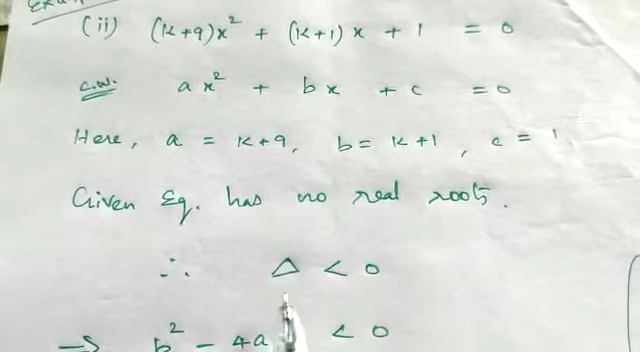 (ii) (k+9)x² + (k+1)x + 1 = 0
c.w. ax² + bx + c = 0
Here, a = k+9, b = k+1, c = 1
Given Eq. has no real roots.
∴ Δ < 0
→ b² - 4a < 0